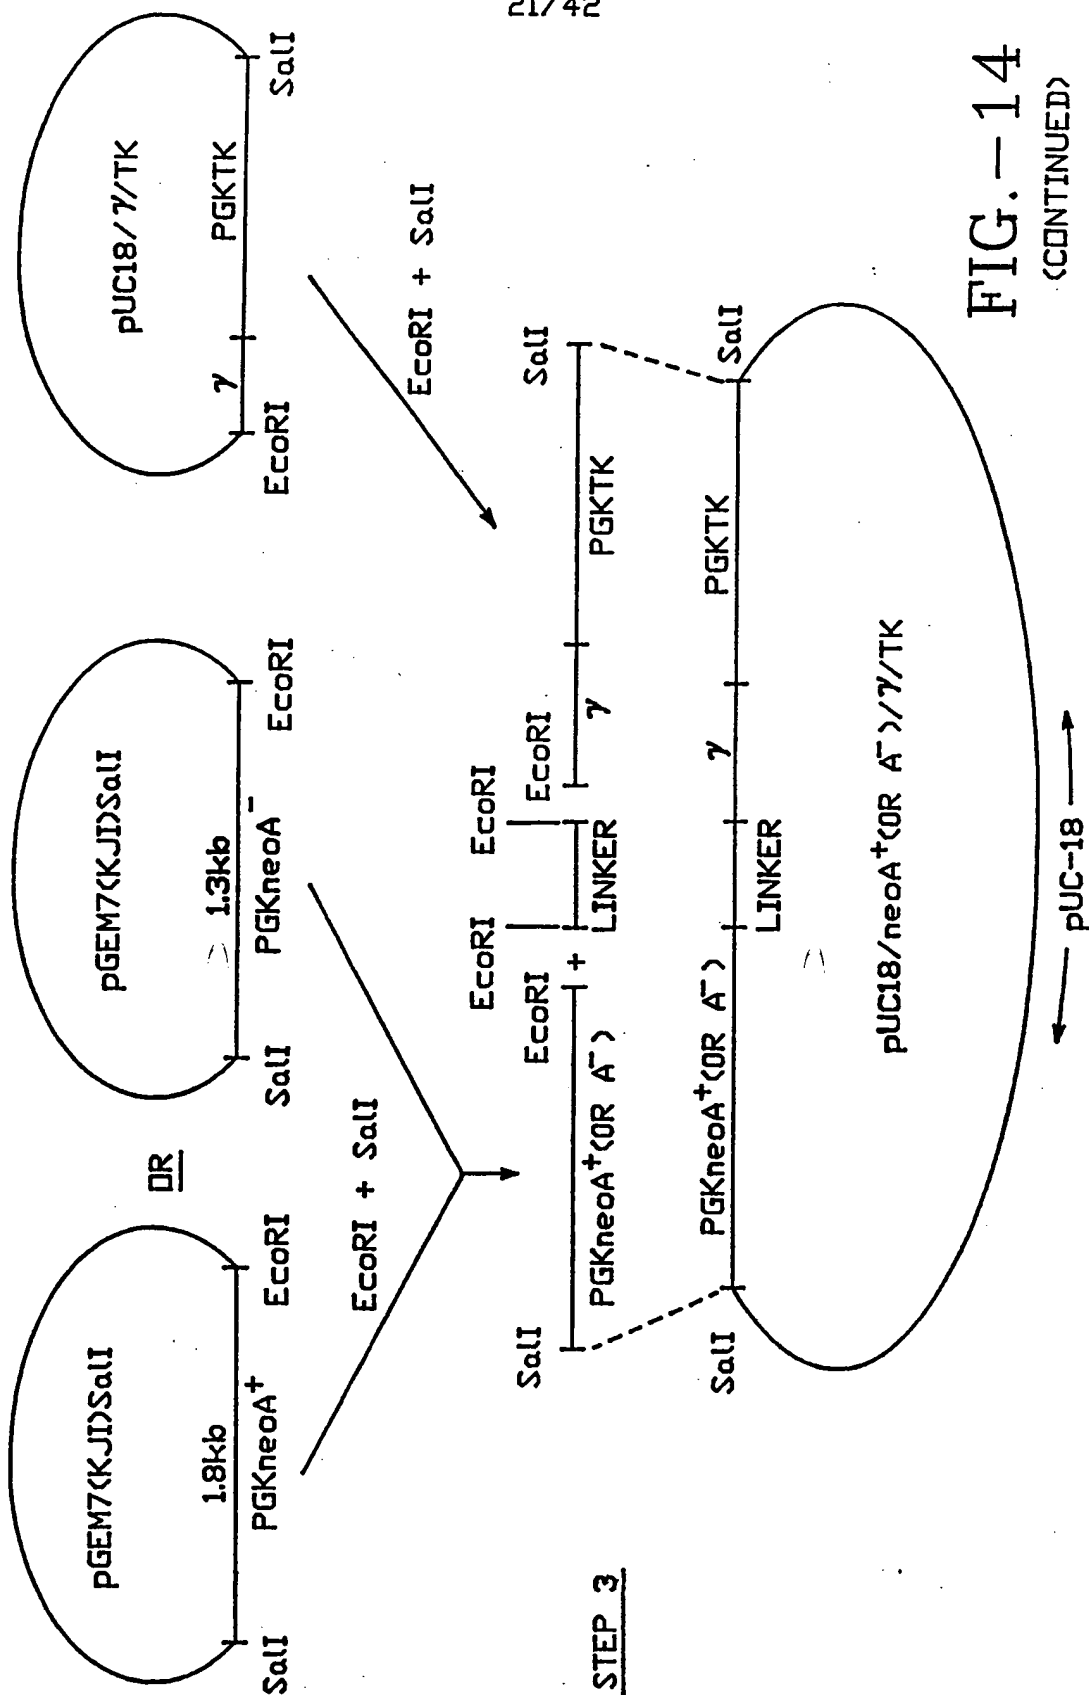 21/42
pGEM7(KJ1)SalI
1.8kb
SalI
PGKneoA+
EcoRI
OR
pGEM7(KJ1)SalI
1.3kb
SalI
PGKneoA-
EcoRI
pUC18/γ/TK
γ
PGKTK
EcoRI
SalI
EcoRI + SalI
EcoRI + SalI
STEP 3
SalI
EcoRI
+
EcoRI
EcoRI
EcoRI
SalI
PGKneoA+(OR A-)
LINKER
γ
PGKTK
SalI
PGKneoA+(OR A-)
LINKER
γ
PGKTK
SalI
pUC18/neoA+(OR A-)/γ/TK
pUC-18
FIG.-14
(CONTINUED)